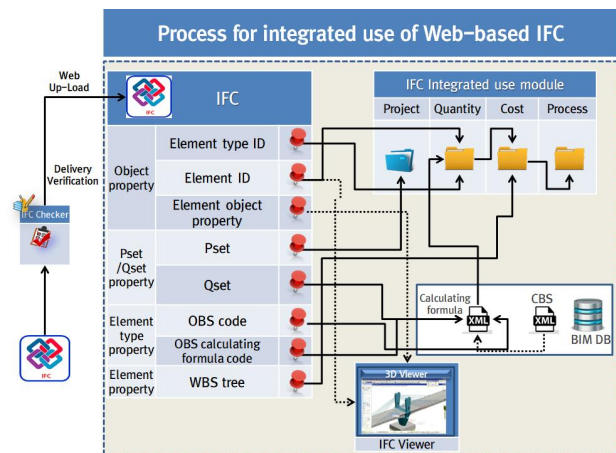 Process for integrated use of Web-based IFC
Web
Up-Load
IFC
IFC
IFC Integrated use module
Project
Quantity
Cost
Process
Delivery
Verification
IFC Checker
IFC
Object
property
Element type ID
Element ID
Element object
property
Pset
/Qset
property
Pset
Qset
Element
type
property
OBS code
OBS calculating
formula code
Element
property
WBS tree
Calculating
formula
XML
CBS
XML
BIM DB
3D Viewer
IFC Viewer